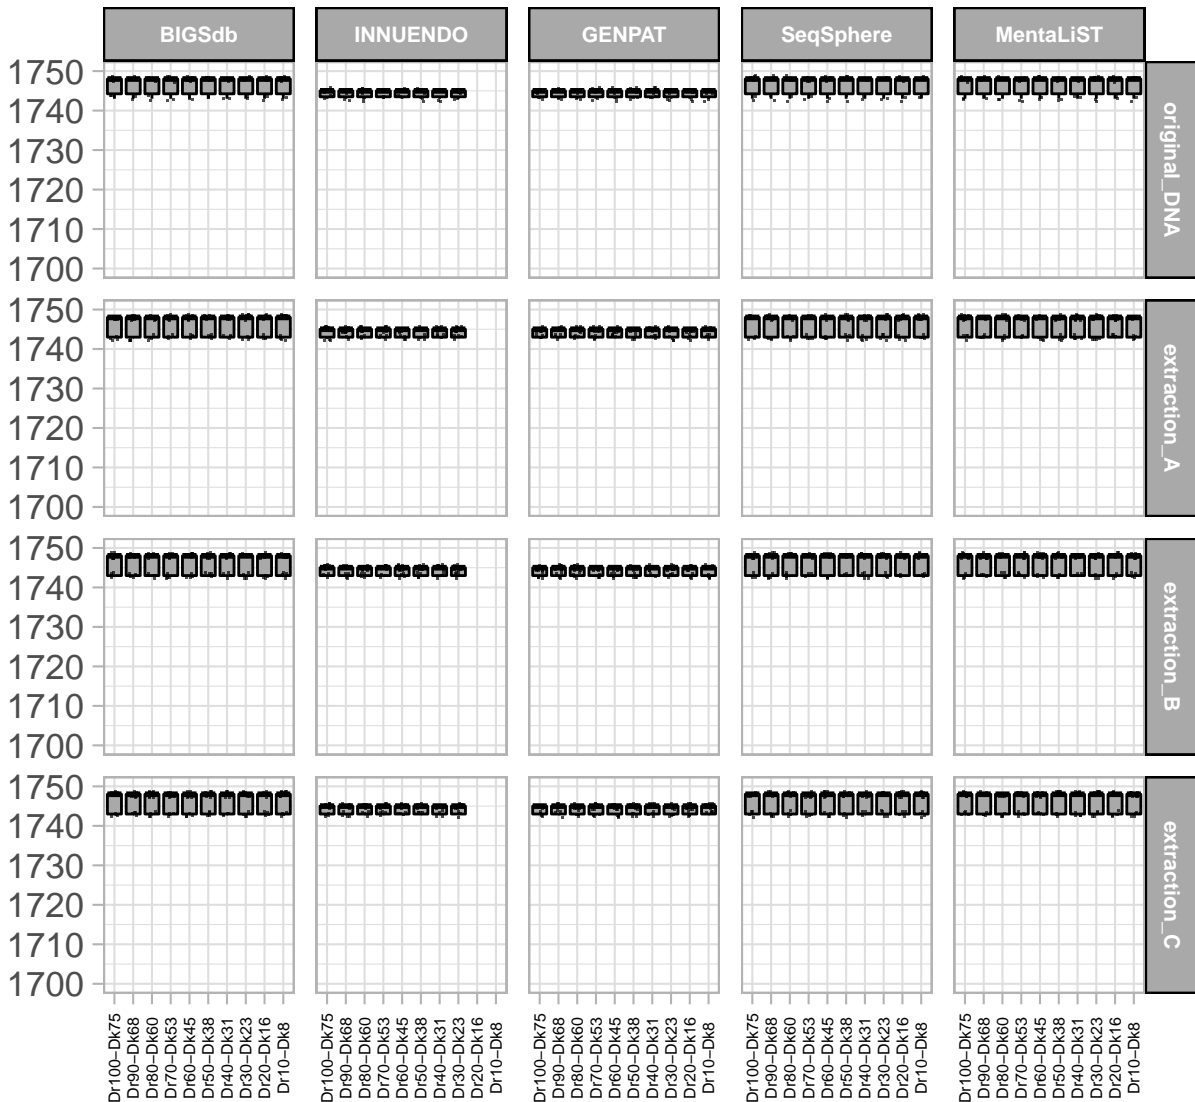 BIGSdb INNUENDO GENPAT SeqSphere MentaLiST
1750
1740
1730
1720
1710
1700
original_DNA
1750
1740
1730
1720
1710
1700
extraction_A
1750
1740
1730
1720
1710
1700
extraction_B
1750
1740
1730
1720
1710
1700
extraction_C
Dr100−Dk75
Dr90−Dk68
Dr80−Dk60
Dr70−Dk53
Dr60−Dk45
Dr50−Dk38
Dr40−Dk31
Dr30−Dk23
Dr20−Dk16
Dr10−Dk8
Dr100−Dk75
Dr90−Dk68
Dr80−Dk60
Dr70−Dk53
Dr60−Dk45
Dr50−Dk38
Dr40−Dk31
Dr30−Dk23
Dr20−Dk16
Dr10−Dk8
Dr100−Dk75
Dr90−Dk68
Dr80−Dk60
Dr70−Dk53
Dr60−Dk45
Dr50−Dk38
Dr40−Dk31
Dr30−Dk23
Dr20−Dk16
Dr10−Dk8
Dr100−Dk75
Dr90−Dk68
Dr80−Dk60
Dr70−Dk53
Dr60−Dk45
Dr50−Dk38
Dr40−Dk31
Dr30−Dk23
Dr20−Dk16
Dr10−Dk8
Dr100−Dk75
Dr90−Dk68
Dr80−Dk60
Dr70−Dk53
Dr60−Dk45
Dr50−Dk38
Dr40−Dk31
Dr30−Dk23
Dr20−Dk16
Dr10−Dk8